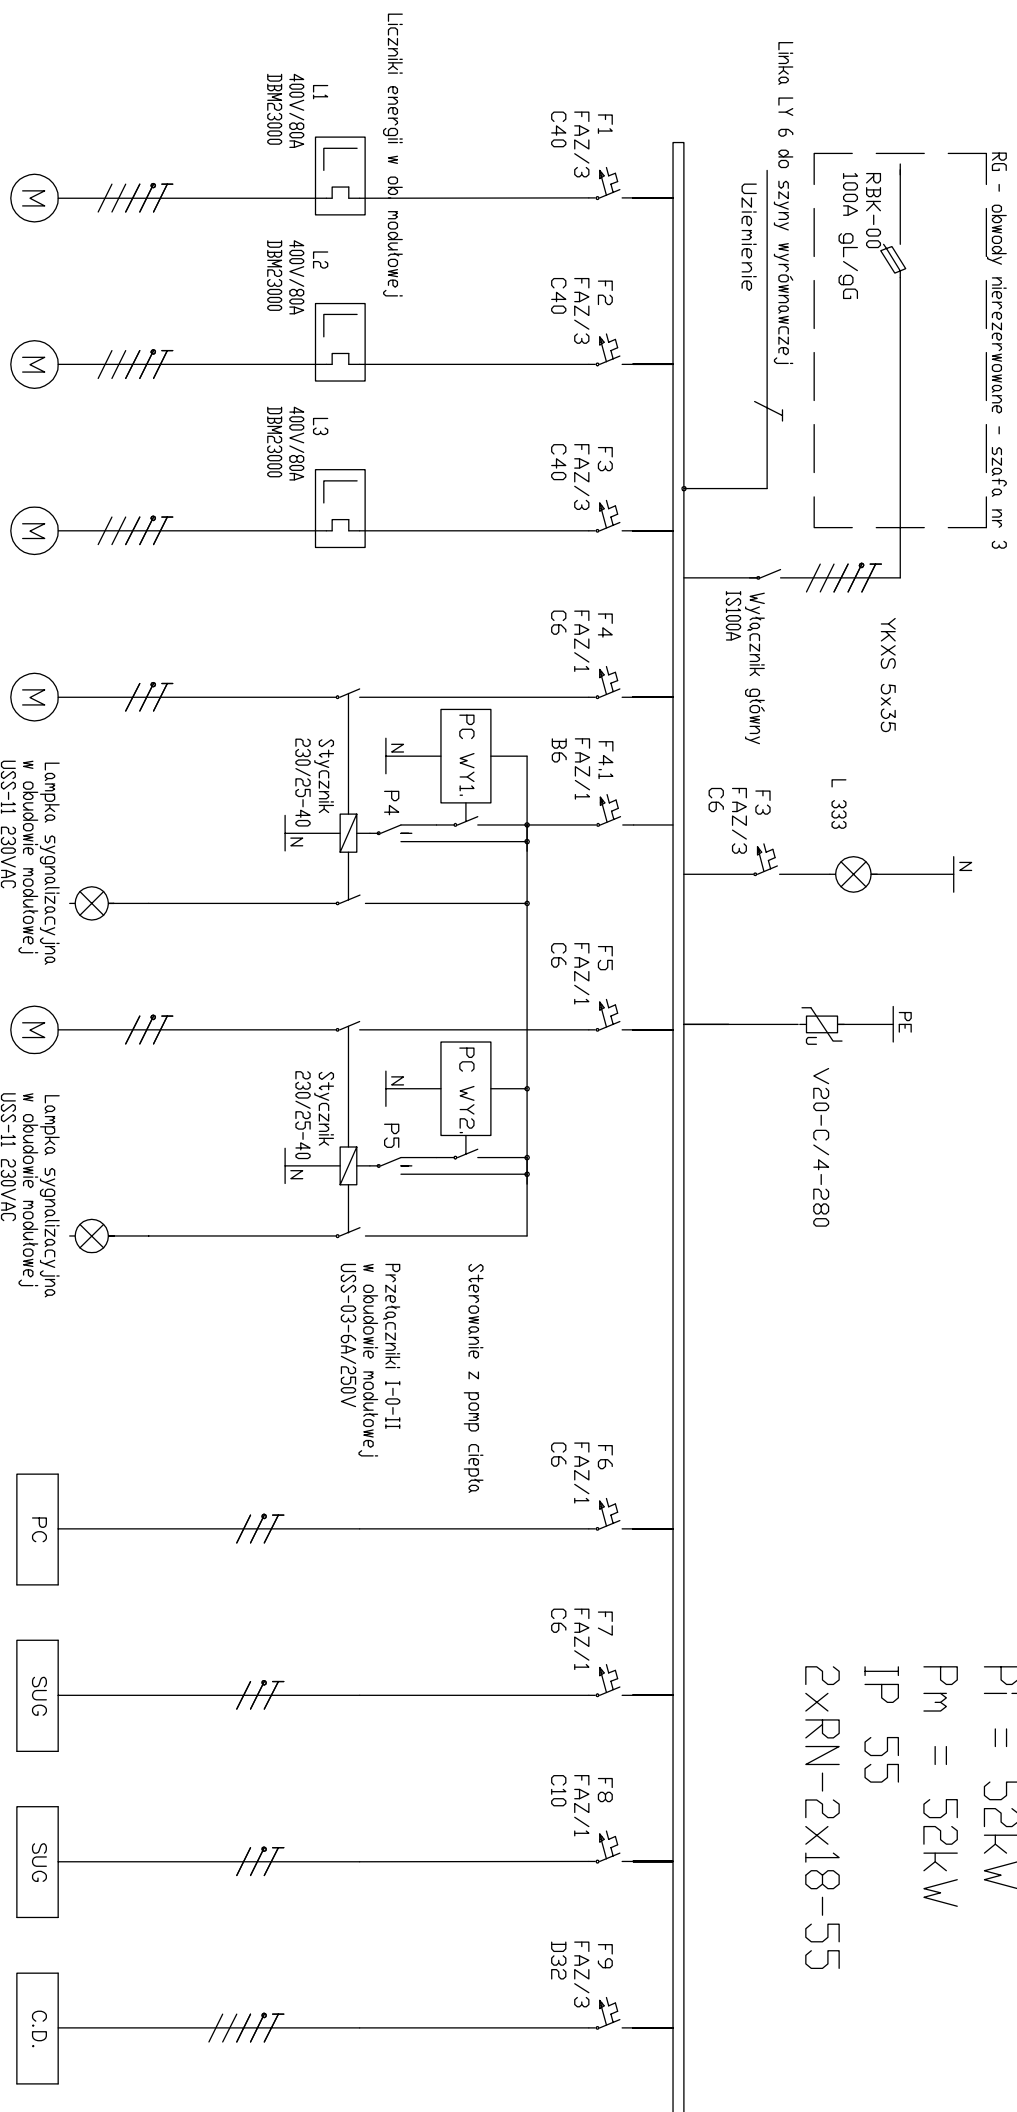 RG - obwody nierezerwowane - szafa nr 3
RBK-00
100A gL/gG
Linka LY 6 do szyny wyrównawczej
Uziemienie
YKXS 5x35
Wyłącznik główny
IS100A
N
L 333
F3
FAZ/3
C6
PE
U
V20-C/4-280
Pi = 52kW
Pm = 52kW
IP 55
2xRN-2x18-55
F1
FAZ/3
C40
F2
FAZ/3
C40
F3
FAZ/3
C40
F4
FAZ/1
C6
F4.1
FAZ/1
B6
F5
FAZ/1
C6
F6
FAZ/1
C6
F7
FAZ/1
C6
F8
FAZ/1
C10
F9
FAZ/3
D32
Liczniki energii w ob. modułowej
L1
400V/80A
DBM23000
L2
400V/80A
DBM23000
L3
400V/80A
DBM23000
PC WY1.
N
P4
Stycznik
230/25-40
N
PC WY2.
N
P5
Stycznik
230/25-40
N
Sterowanie z pomp ciepła
Przełączniki I-0-II
w obudowie modułowej
USS-03-6A/250V
M
M
M
M
Lampka sygnalizacyjna
w obudowie modułowej
USS-11 230VAC
M
Lampka sygnalizacyjna
w obudowie modułowej
USS-11 230VAC
PC
SUG
SUG
C.D.